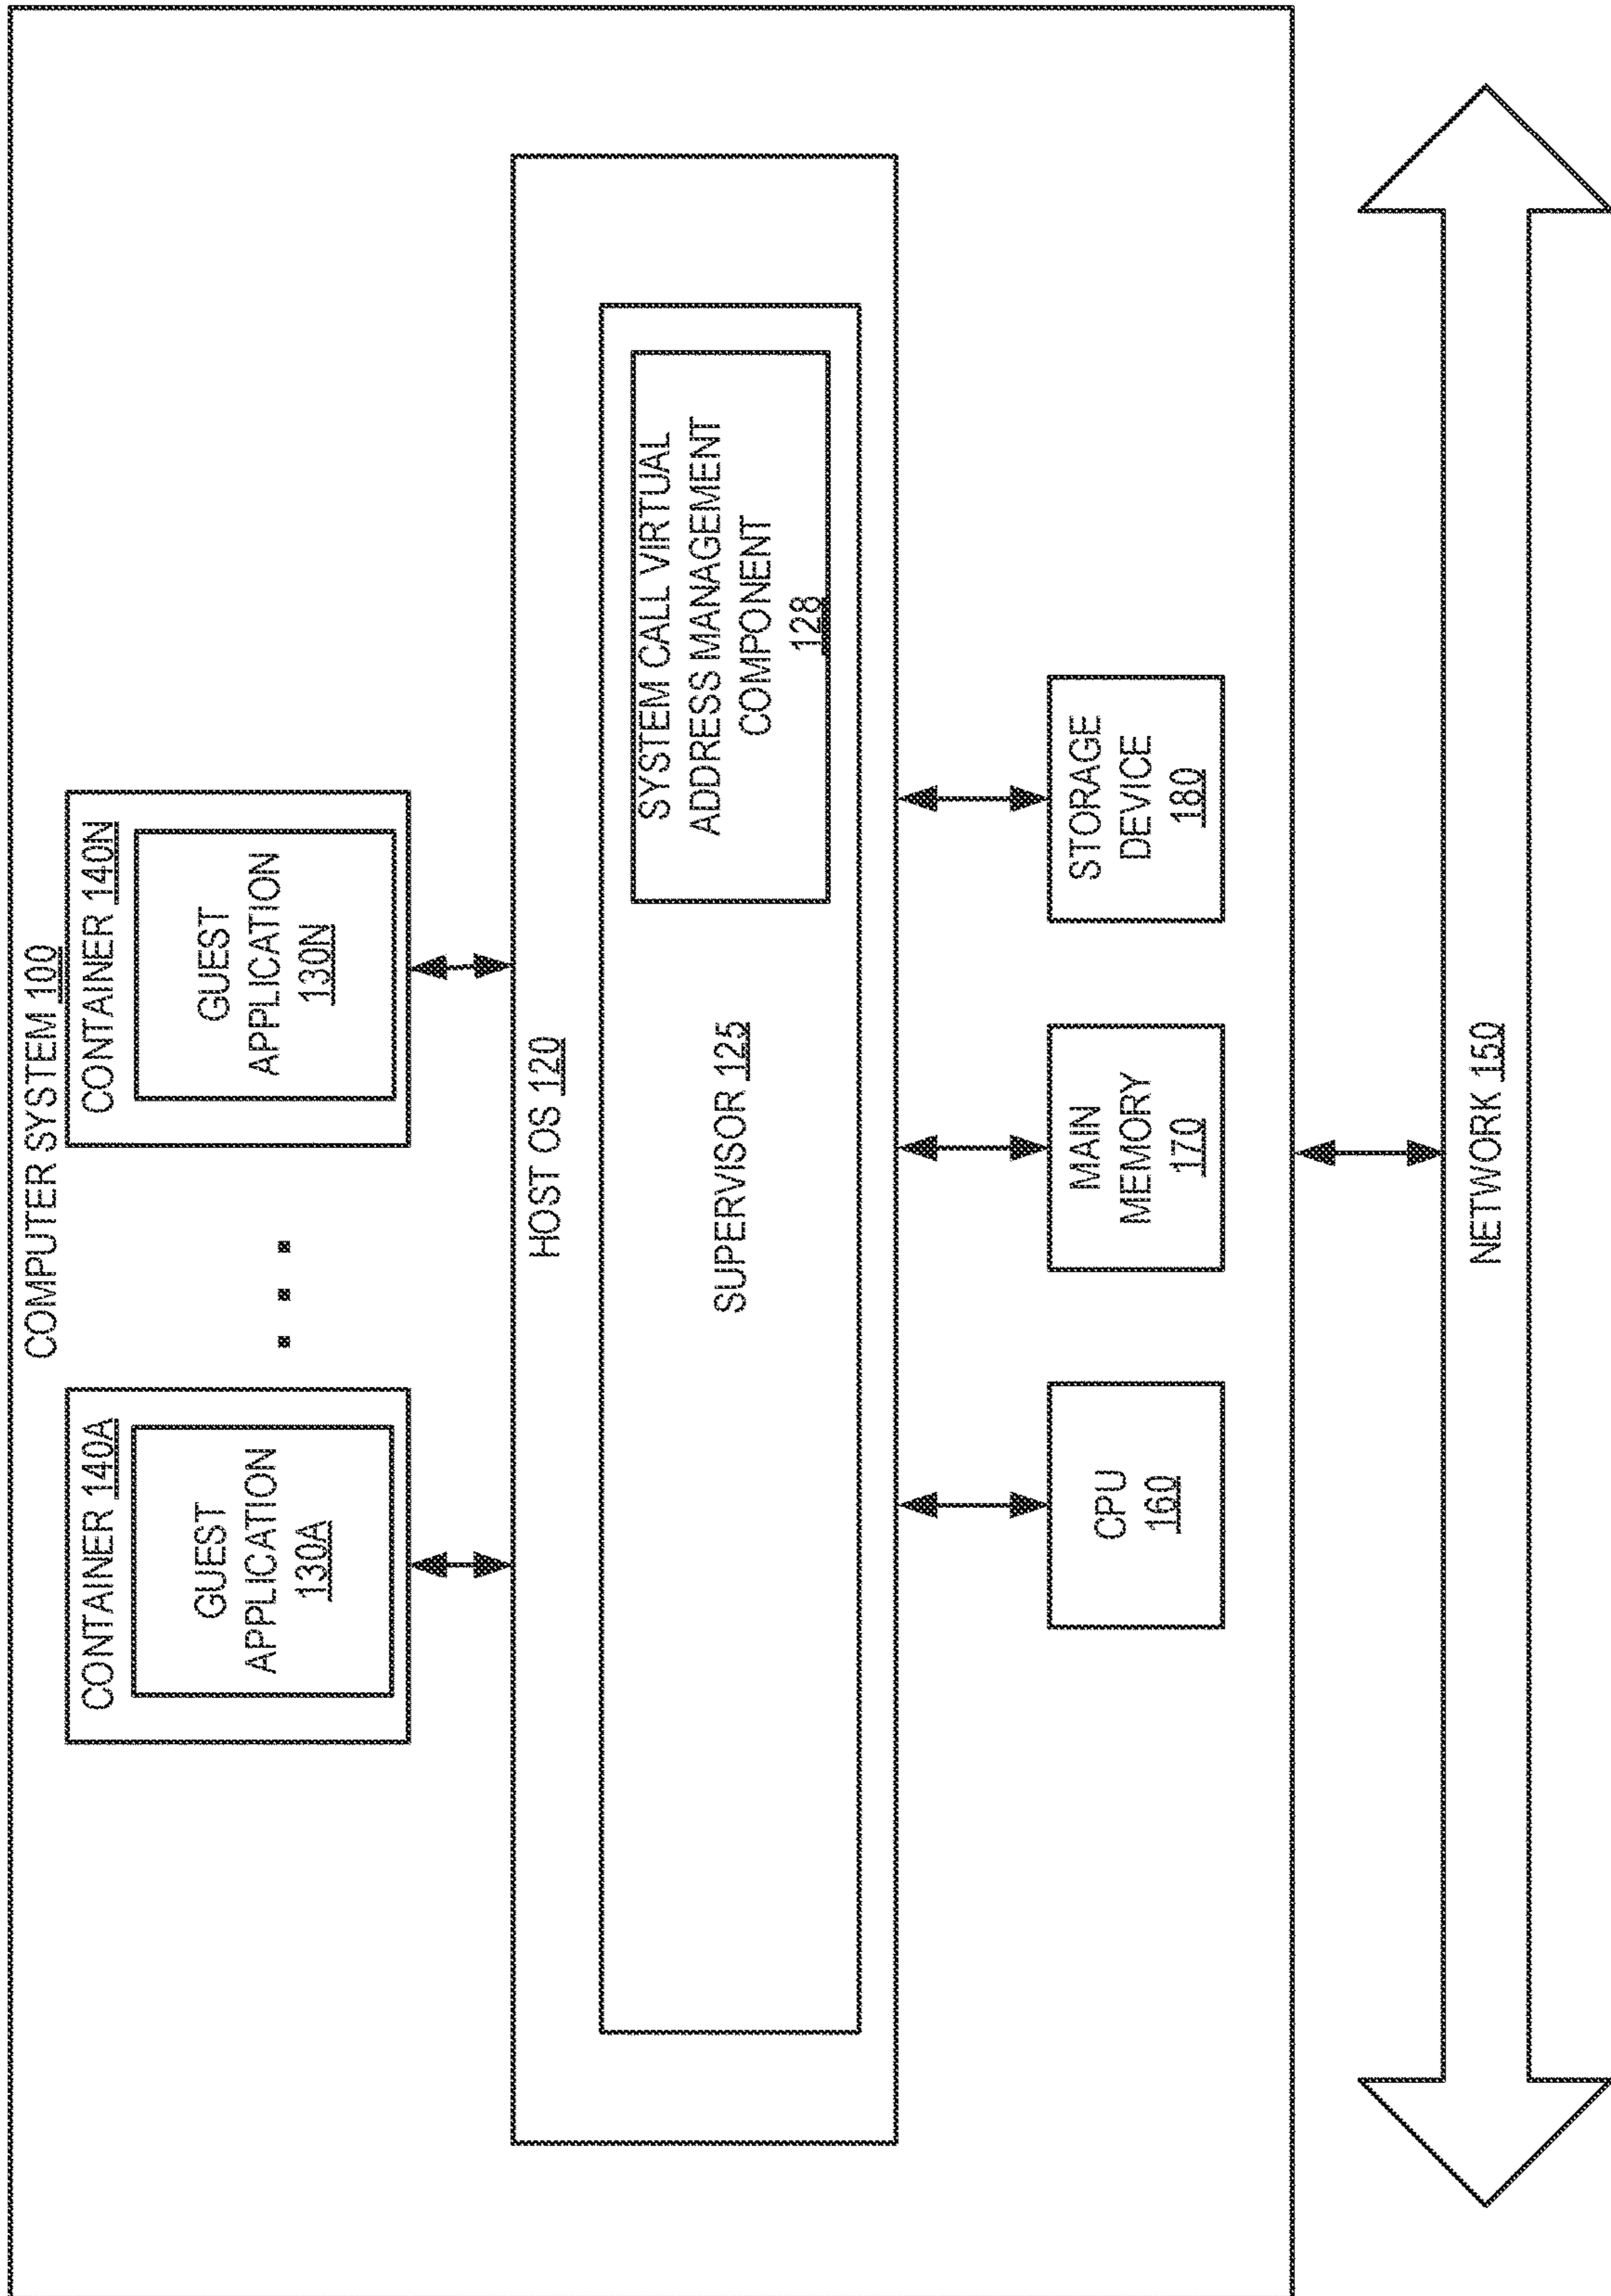 COMPUTER SYSTEM 100
CONTAINER 140A
GUEST
APPLICATION
130A
CONTAINER 140N
GUEST
APPLICATION
130N
HOST OS 120
SUPERVISOR 125
SYSTEM CALL VIRTUAL
ADDRESS MANAGEMENT
COMPONENT
128
CPU
160
MAIN
MEMORY
170
STORAGE
DEVICE
180
NETWORK 150